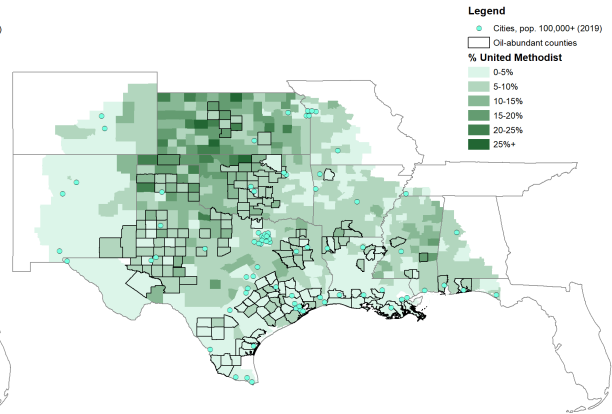 Legend
Cities, pop. 100,000+ (2019)
Oil-abundant counties
% United Methodist
0-5%
5-10%
10-15%
15-20%
20-25%
25%+